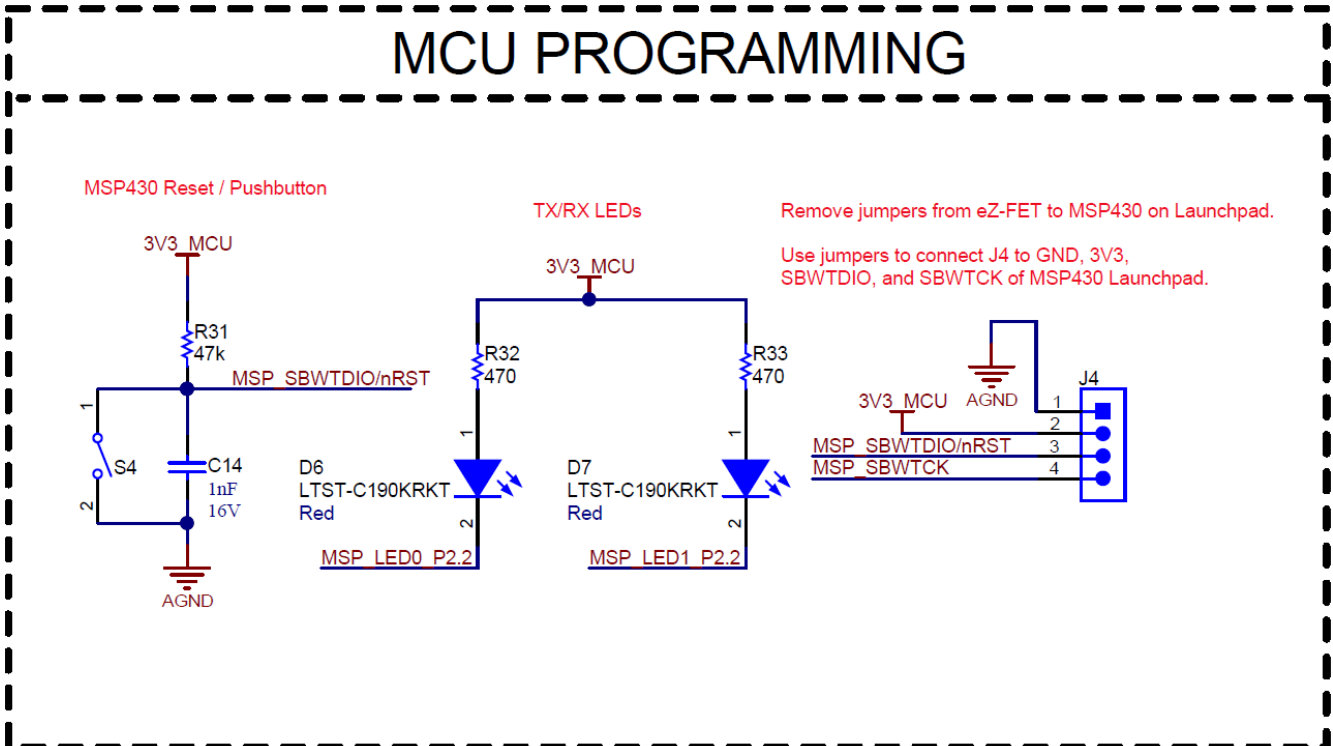 MCU PROGRAMMING
MSP430 Reset / Pushbutton
3V3_MCU
R31
47k
MSP_SBWTDIO/nRST
1
S4
2
C14
1nF
16V
AGND
TX/RX LEDs
3V3_MCU
R32
470
1
D6
LTST-C190KRKT
Red
2
MSP_LED0_P2.2
R33
470
1
D7
LTST-C190KRKT
Red
2
MSP_LED1_P2.2
Remove jumpers from eZ-FET to MSP430 on Launchpad.
Use jumpers to connect J4 to GND, 3V3,
SBWTDIO, and SBWTCK of MSP430 Launchpad.
AGND
J4
3V3_MCU
1
2
MSP_SBWTDIO/nRST
3
MSP_SBWTCK
4